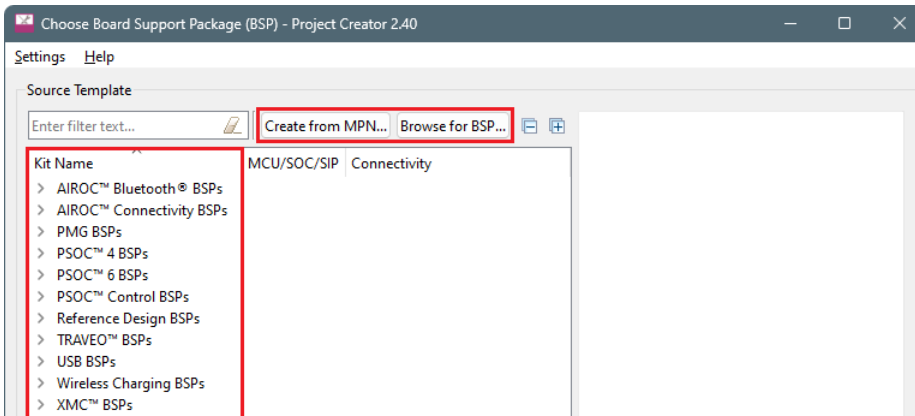 Choose Board Support Package (BSP) - Project Creator 2.40
Settings Help
Source Template
Enter filter text... Create from MPN... Browse for BSP...
Kit Name MCU/SOC/SIP Connectivity
AIROC™ Bluetooth® BSPs
AIROC™ Connectivity BSPs
PMG BSPs
PSOC™ 4 BSPs
PSOC™ 6 BSPs
PSOC™ Control BSPs
Reference Design BSPs
TRAVEO™ BSPs
USB BSPs
Wireless Charging BSPs
XMC™ BSPs